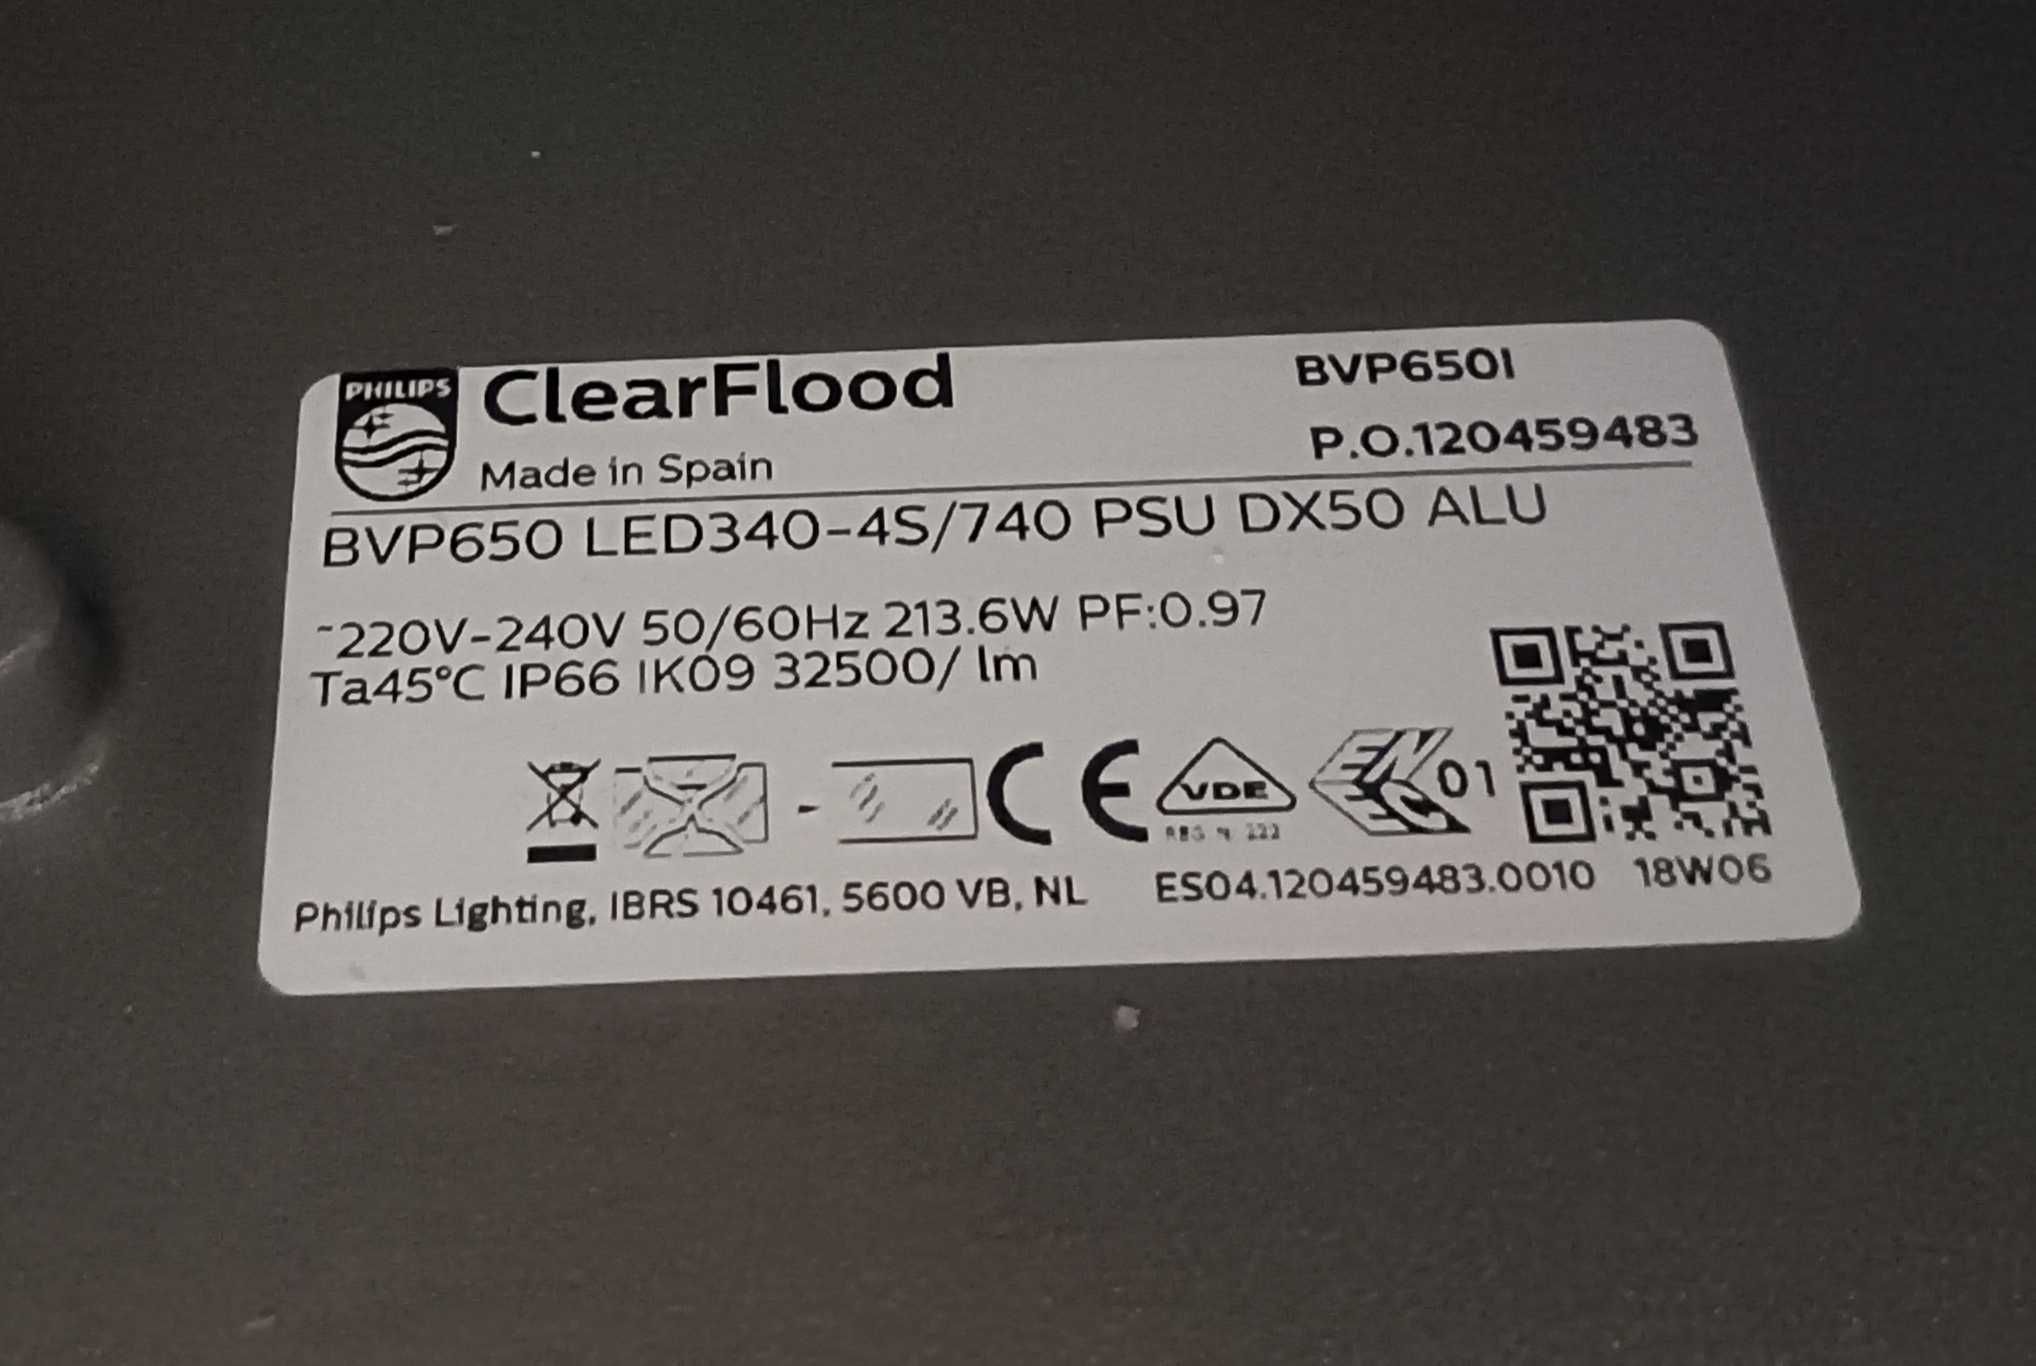 PHILIPS
ClearFlood
BVP650I
Made in Spain
P.O.120459483
BVP650 LED340-4S/740 PSU DX50 ALU
~220V-240V 50/60Hz 213.6W PF:0.97
Ta45°C IP66 IK09 32500/ lm
CE VDE ENEC 01
Philips Lighting, IBRS 10461, 5600 VB, NL ES04.120459483.0010 18W06